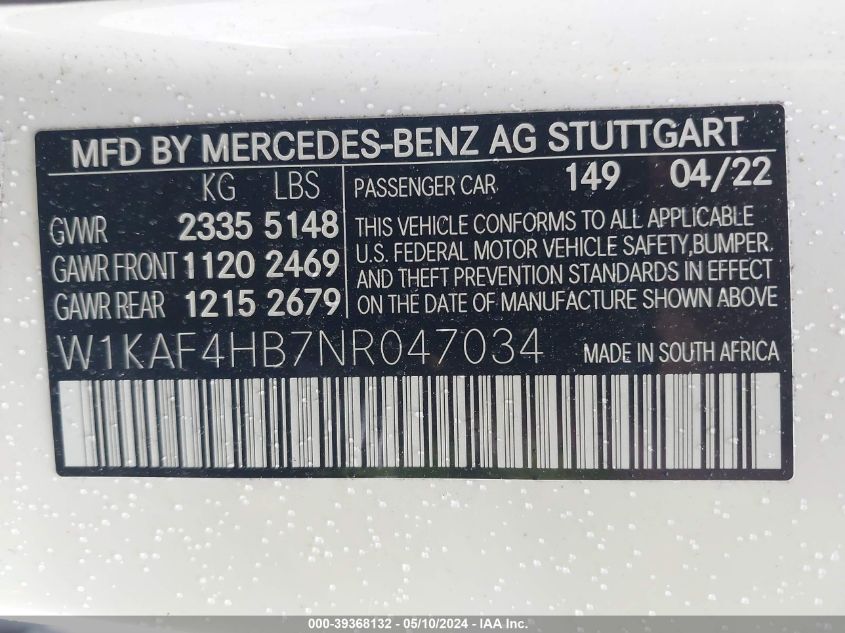 MFD BY MERCEDES-BENZ AG STUTTGART
KG LBS
GVWR 2335 5148
GAWR FRONT 1120 2469
GAWR REAR 1215 2679
PASSENGER CAR 149 04/22
THIS VEHICLE CONFORMS TO ALL APPLICABLE
U.S. FEDERAL MOTOR VEHICLE SAFETY,BUMPER,
AND THEFT PREVENTION STANDARDS IN EFFECT
ON THE DATE OF MANUFACTURE SHOWN ABOVE
W1KAF4HB7NR047034 MADE IN SOUTH AFRICA
000-39368132 - 05/10/2024 - IAA Inc.